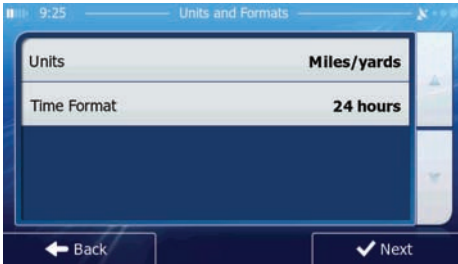 9:25 Units and Formats
Units Miles/yards
Time Format 24 hours
Back Next